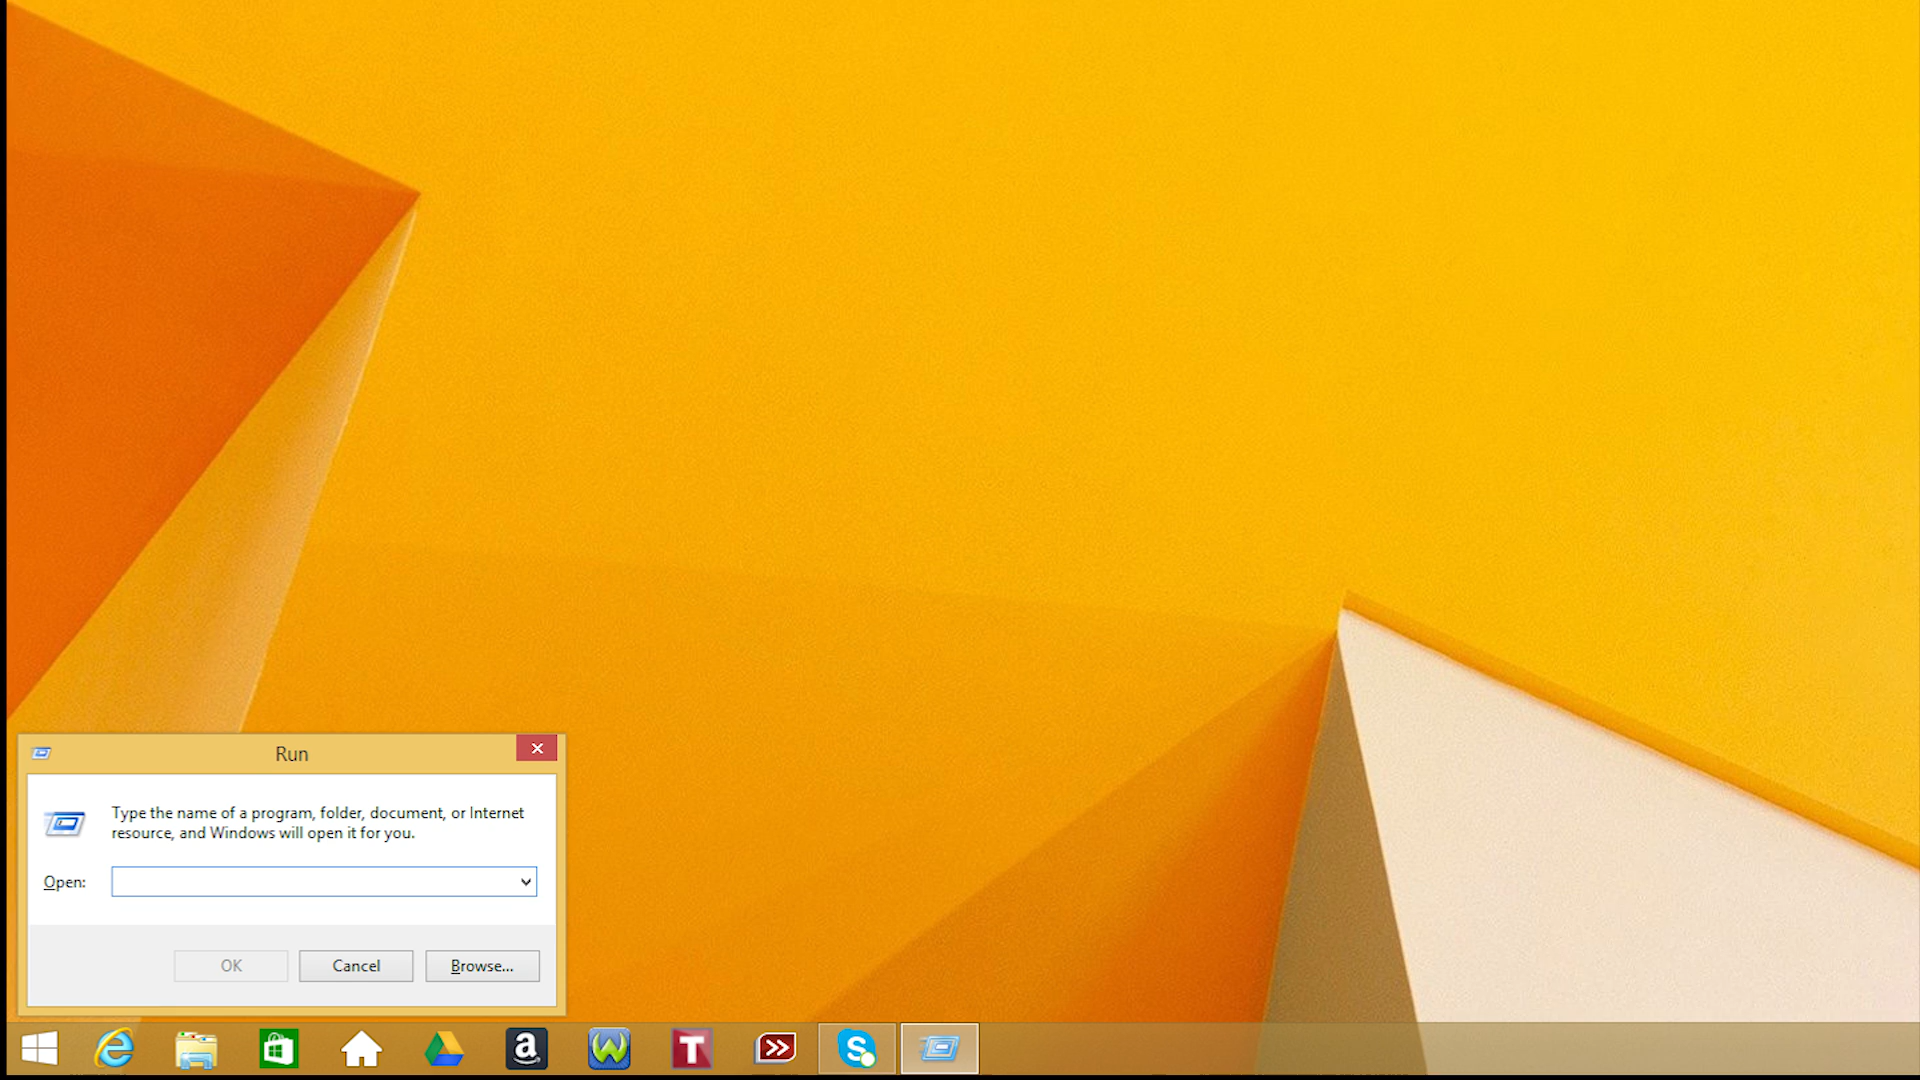 Run
Type the name of a program, folder, document, or Internet
resource, and Windows will open it for you.
Open:
OK
Cancel
Browse...
a
W
T
S